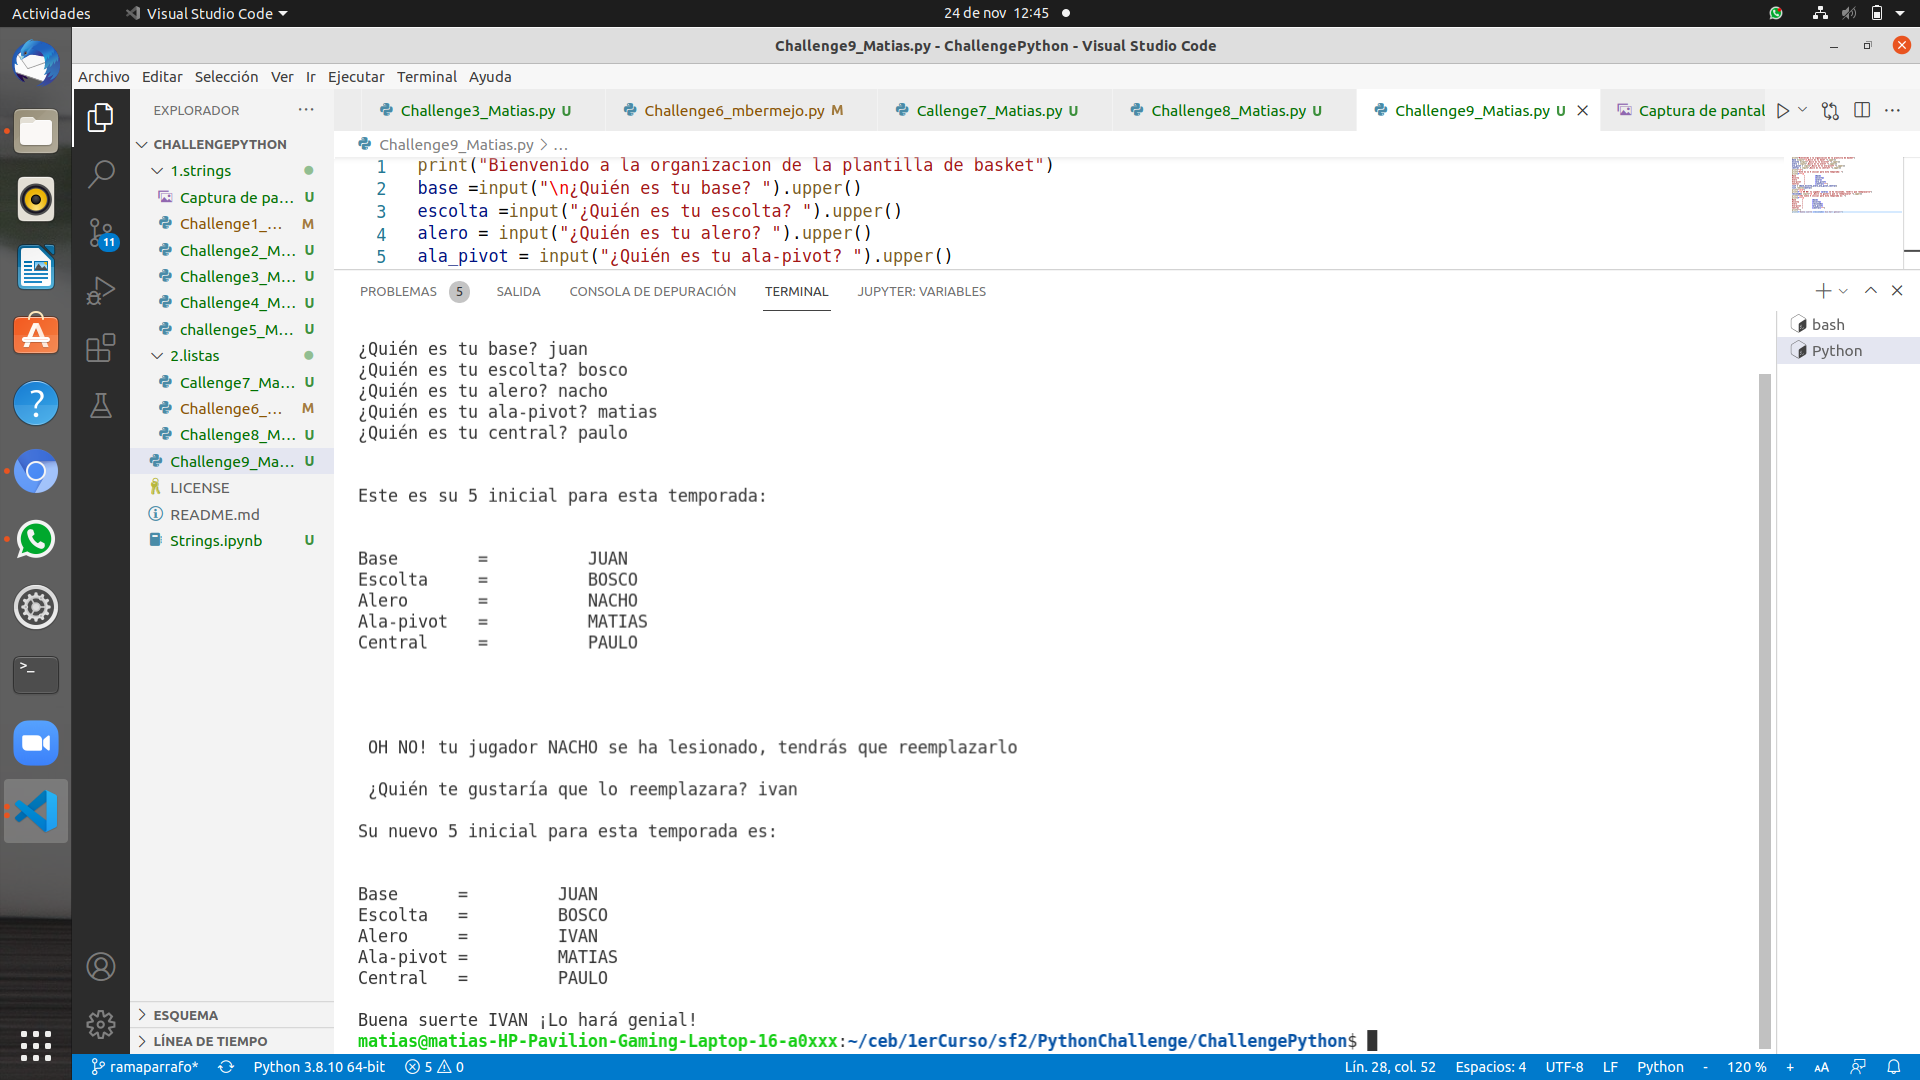 Actividades
Visual Studio Code
24 de nov 12:45
Challenge9_Matias.py - ChallengePython - Visual Studio Code
Archivo Editar Selección Ver Ir Ejecutar Terminal Ayuda
EXPLORADOR
Challenge3_Matias.py U
Challenge6_mbermejo.py M
Callenge7_Matias.py U
Challenge8_Matias.py U
Challenge9_Matias.py U
Captura de pantal
CHALLENGEPYTHON
1.strings
Captura de pa... U
Challenge1_... M
Challenge2_M... U
Challenge3_M... U
Challenge4_M... U
challenge5_M... U
2.listas
Callenge7_Ma... U
Challenge6_... M
Challenge8_M... U
Challenge9_Ma... U
LICENSE
README.md
Strings.ipynb U
ESQUEMA
LÍNEA DE TIEMPO
11
Challenge9_Matias.py > ...
1 print("Bienvenido a la organizacion de la plantilla de basket")
2 base =input("\n¿Quién es tu base? ").upper()
3 escolta =input("¿Quién es tu escolta? ").upper()
4 alero = input("¿Quién es tu alero? ").upper()
5 ala_pivot = input("¿Quién es tu ala-pivot? ").upper()
PROBLEMAS 5 SALIDA CONSOLA DE DEPURACIÓN TERMINAL JUPYTER: VARIABLES
bash
Python
¿Quién es tu base? juan
¿Quién es tu escolta? bosco
¿Quién es tu alero? nacho
¿Quién es tu ala-pivot? matias
¿Quién es tu central? paulo
Este es su 5 inicial para esta temporada:
Base = JUAN
Escolta = BOSCO
Alero = NACHO
Ala-pivot = MATIAS
Central = PAULO
OH NO! tu jugador NACHO se ha lesionado, tendrás que reemplazarlo
¿Quién te gustaría que lo reemplazara? ivan
Su nuevo 5 inicial para esta temporada es:
Base = JUAN
Escolta = BOSCO
Alero = IVAN
Ala-pivot = MATIAS
Central = PAULO
Buena suerte IVAN ¡Lo hará genial!
matias@matias-HP-Pavilion-Gaming-Laptop-16-a0xxx:~/ceb/1erCurso/sf2/PythonChallenge/ChallengePython$
ramaparrafo* Python 3.8.10 64-bit 5 0
Lín. 28, col. 52 Espacios: 4 UTF-8 LF Python - 120 % + AA